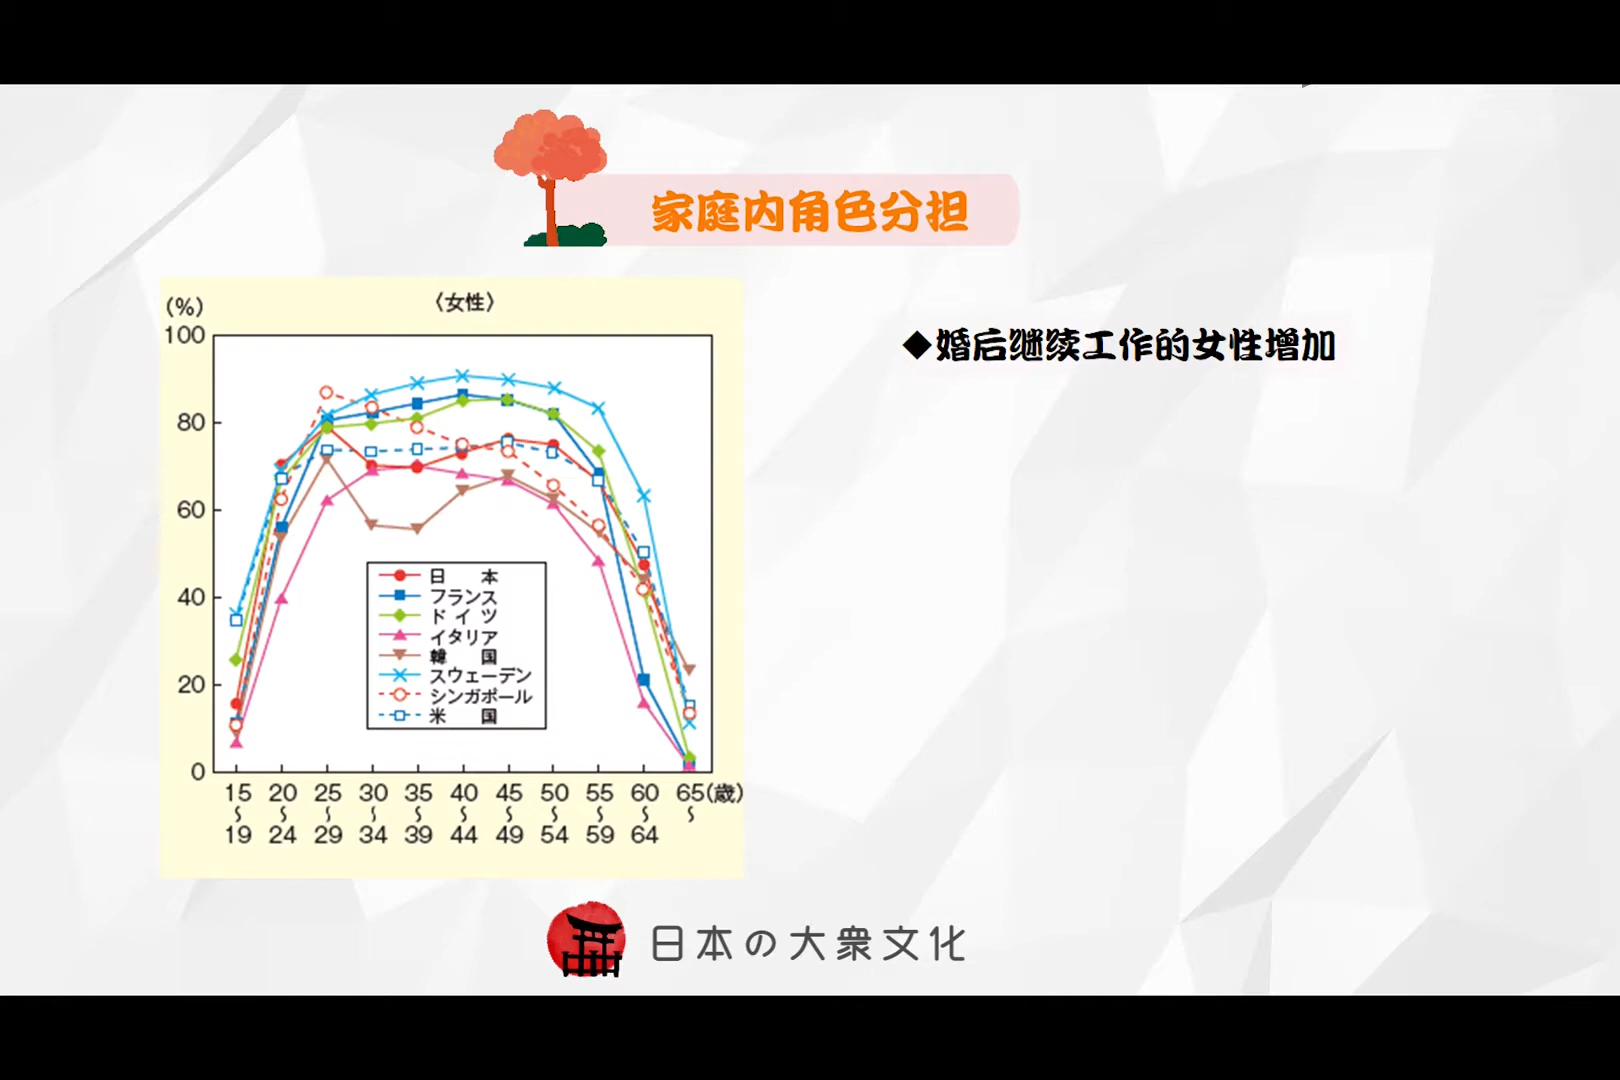 家庭内角色分担
(%)
〈女性〉
100
80
60
40
20
0
日 本
フランス
ドイツ
イタリア
韓 国
スウェーデン
シンガポール
米 国
15 20 25 30 35 40 45 50 55 60 65(歳)
〜 〜 〜 〜 〜 〜 〜 〜 〜 〜 〜
19 24 29 34 39 44 49 54 59 64
◆婚后继续工作的女性增加
日本の大衆文化